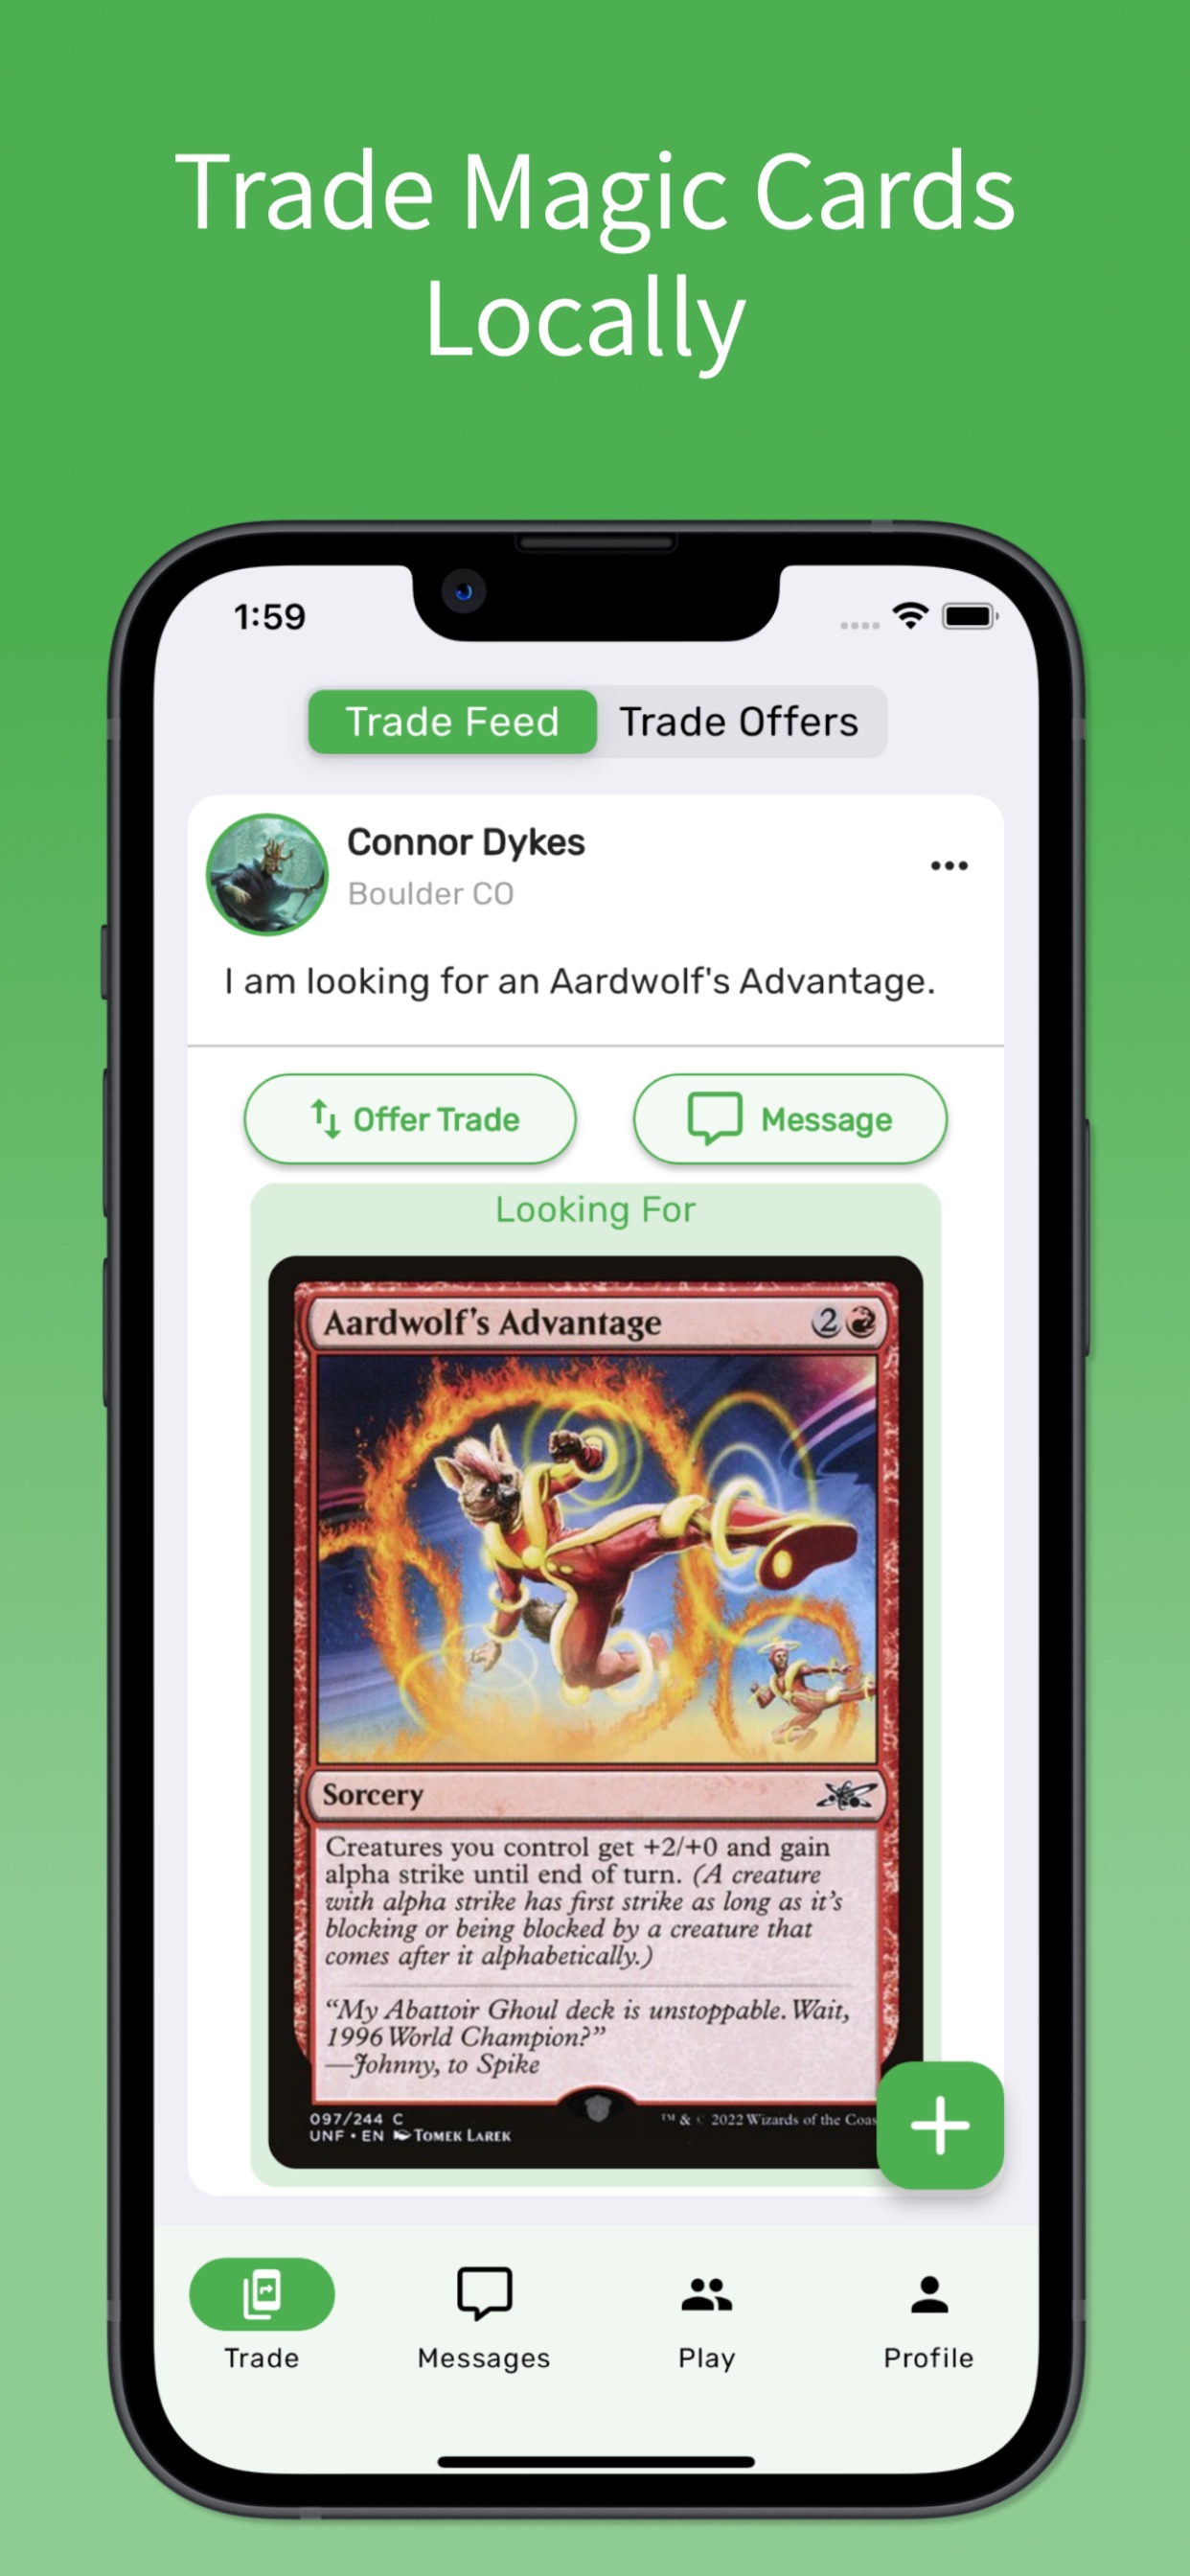 Trade Magic Cards
Locally
1:59
Trade Feed
Trade Offers
Connor Dykes
Boulder CO
I am looking for an Aardwolf's Advantage.
Offer Trade
Message
Looking For
Aardwolf's Advantage
2
Sorcery
Creatures you control get +2/+0 and gain
alpha strike until end of turn. (A creature
with alpha strike has first strike as long as it's
blocking or being blocked by a creature that
comes after it alphabetically.)
“My Abattoir Ghoul deck is unstoppable. Wait,
1996 World Champion?”
—Johnny, to Spike
097/244 C
UNF • EN TOMEK LAREK
™ & © 2022 Wizards of the Coas
Trade
Messages
Play
Profile